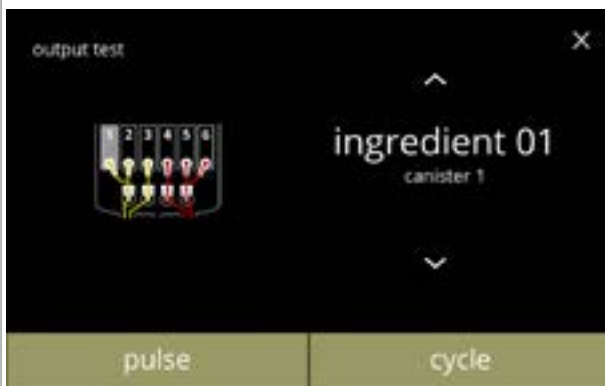 output test
×
1 2 3 4 5 6
ingredient 01
canister 1
pulse
cycle